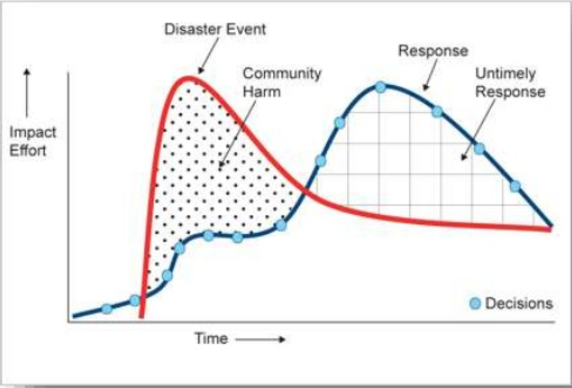 Disaster Event
Response
Community
Harm
Untimely
Response
Impact
Effort
Decisions
Time